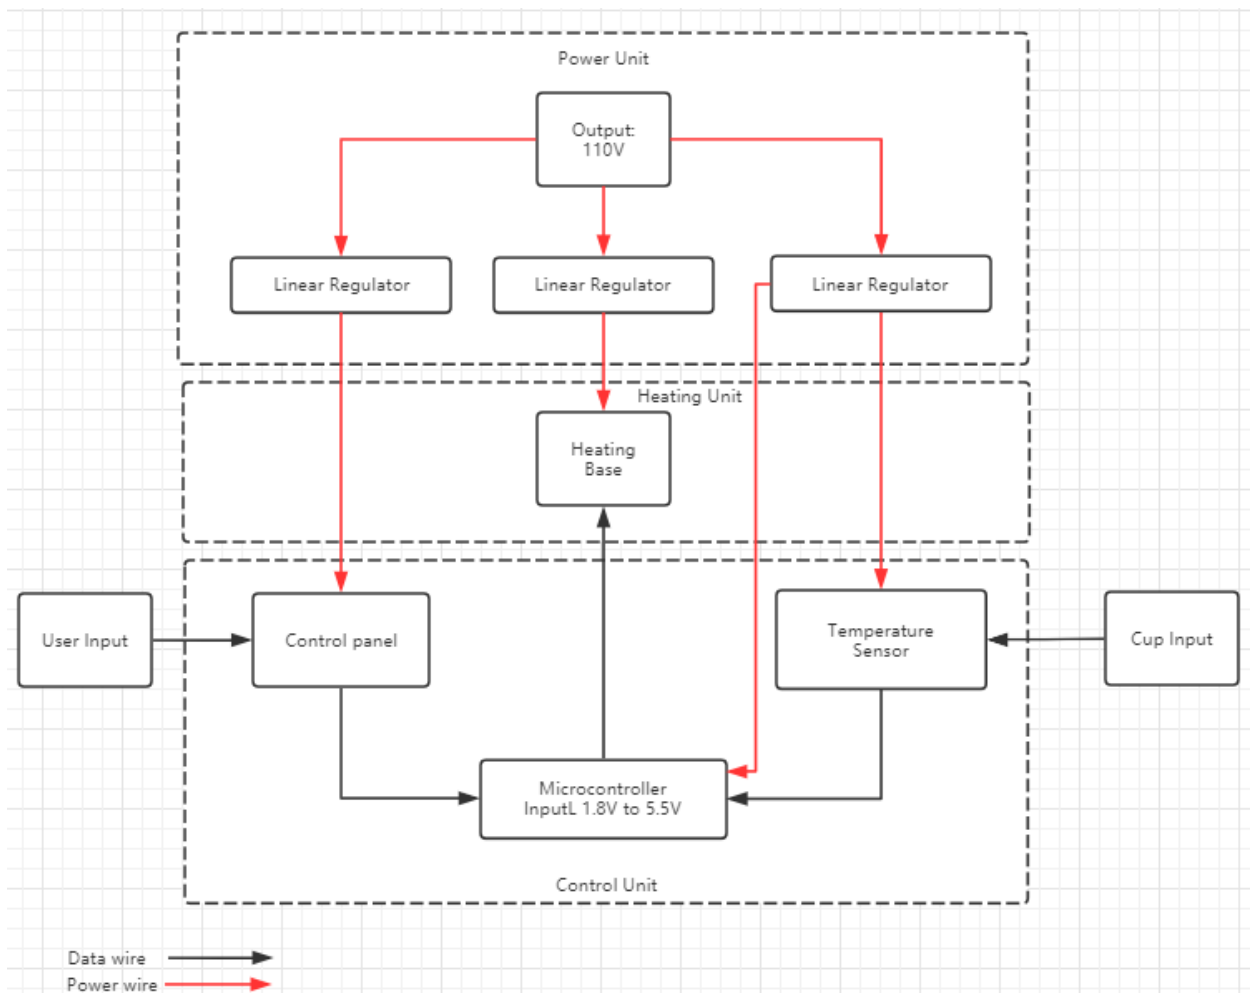 Power Unit
Output:
110V
Linear Regulator
Linear Regulator
Linear Regulator
Heating Unit
Heating
Base
User Input
Control panel
Temperature
Sensor
Cup Input
Microcontroller
InputL 1.8V to 5.5V
Control Unit
Data wire
Power wire